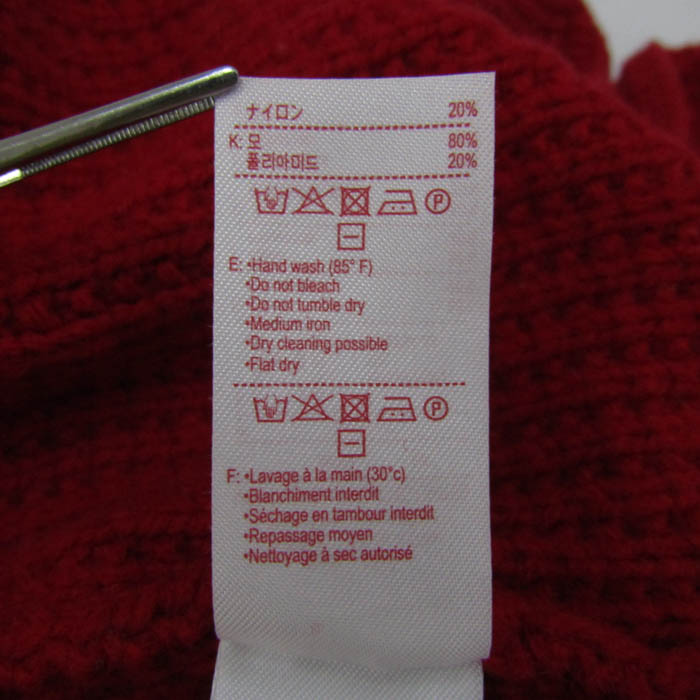 ナイロン 20%
K: 모 80%
폴리아미드 20%
P
E: •Hand wash (85° F)
•Do not bleach
•Do not tumble dry
•Medium iron
•Dry cleaning possible
•Flat dry
P
F: •Lavage à la main (30°c)
•Blanchiment interdit
•Séchage en tambour interdit
•Repassage moyen
•Nettoyage à sec autorisé